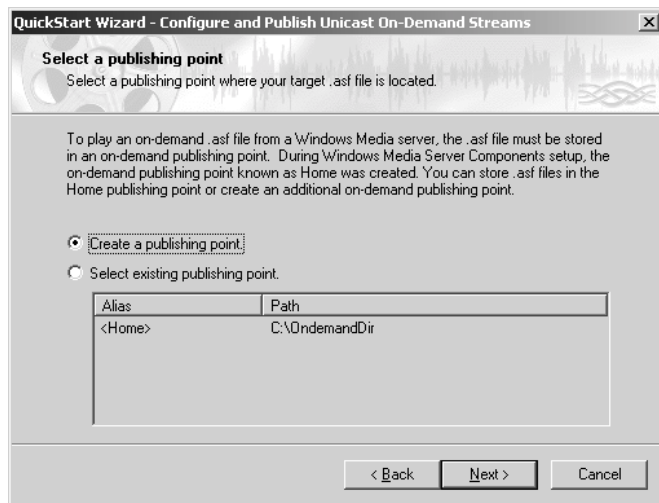 QuickStart Wizard - Configure and Publish Unicast On-Demand Streams
Select a publishing point
Select a publishing point where your target .asf file is located.
To play an on-demand .asf file from a Windows Media server, the .asf file must be stored
in an on-demand publishing point.  During Windows Media Server Components setup, the
on-demand publishing point known as Home was created. You can store .asf files in the
Home publishing point or create an additional on-demand publishing point.
Create a publishing point.
Select existing publishing point.
Alias Path
<Home> C:\OndemandDir
< Back Next > Cancel